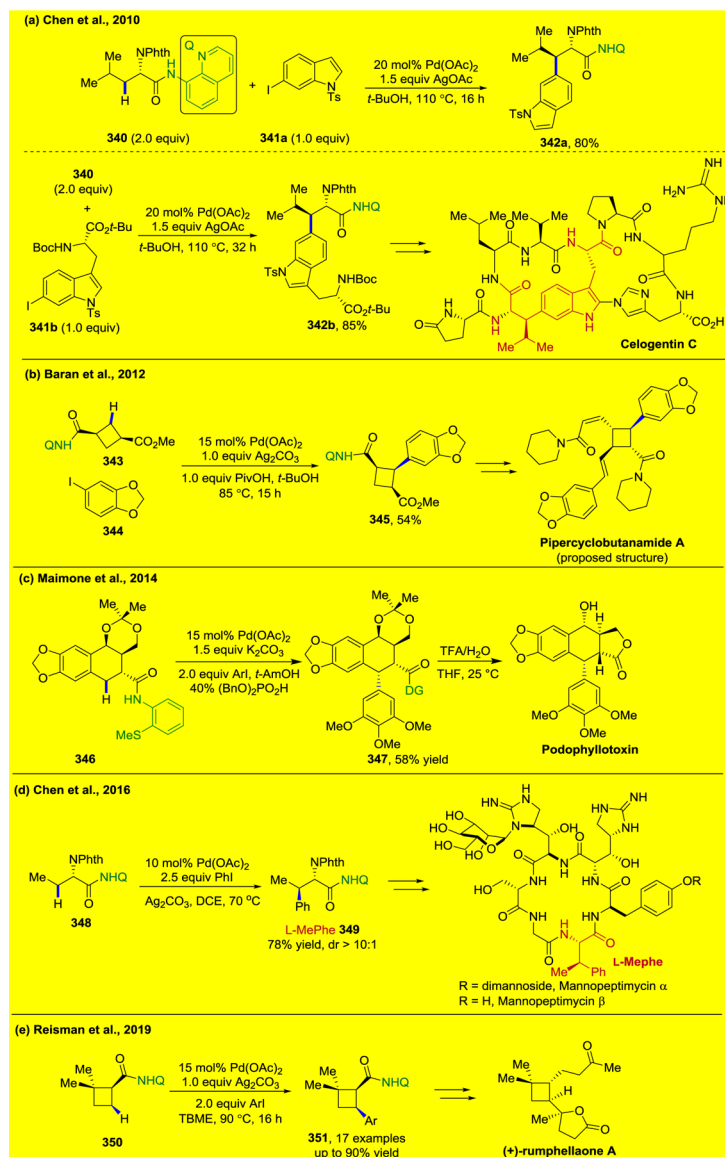 (a) Chen et al., 2010
Q
NPhth
Me
Me
H
O
N
H
N
340 (2.0 equiv)
+
I
N
Ts
341a (1.0 equiv)
20 mol% Pd(OAc)2
1.5 equiv AgOAc
t-BuOH, 110 °C, 16 h
Me
NPhth
Me
NHQ
O
TsN
342a, 80%
340
(2.0 equiv)
+
CO2t-Bu
BocHN
I
N
Ts
341b (1.0 equiv)
20 mol% Pd(OAc)2
1.5 equiv AgOAc
t-BuOH, 110 °C, 32 h
Me
NPhth
Me
NHQ
O
TsN
NHBoc
CO2t-Bu
342b, 85%
Celogentin C
(b) Baran et al., 2012
H
O
QNH
CO2Me
343
I
O
O
344
15 mol% Pd(OAc)2
1.0 equiv Ag2CO3
1.0 equiv PivOH, t-BuOH
85 °C, 15 h
O
QNH
O
O
CO2Me
345, 54%
O
O
N
O
O
N
O
O
Pipercyclobutanamide A
(proposed structure)
(c) Maimone et al., 2014
Me
Me
O
O
O
O
H
O
NH
MeS
346
15 mol% Pd(OAc)2
1.5 equiv K2CO3
2.0 equiv ArI, t-AmOH
40% (BnO)2PO2H
Me
Me
O
O
O
O
O
DG
MeO
OMe
OMe
347, 58% yield
TFA/H2O
THF, 25 °C
OH
H
O
O
O
H
O
MeO
OMe
OMe
Podophyllotoxin
(d) Chen et al., 2016
NPhth
Me
NHQ
H
O
348
10 mol% Pd(OAc)2
2.5 equiv PhI
Ag2CO3, DCE, 70 °C
NPhth
Me
NHQ
Ph
O
L-MePhe 349
78% yield, dr > 10:1
L-Mephe
R = dimannoside, Mannopeptimycin α
R = H, Mannopeptimycin β
(e) Reisman et al., 2019
Me
Me
O
NHQ
H
350
15 mol% Pd(OAc)2
1.0 equiv Ag2CO3
2.0 equiv ArI
TBME, 90 °C, 16 h
Me
Me
O
NHQ
Ar
351, 17 examples
up to 90% yield
O
Me
Me
Me
H
Me
O
O
(+)-rumphellaone A